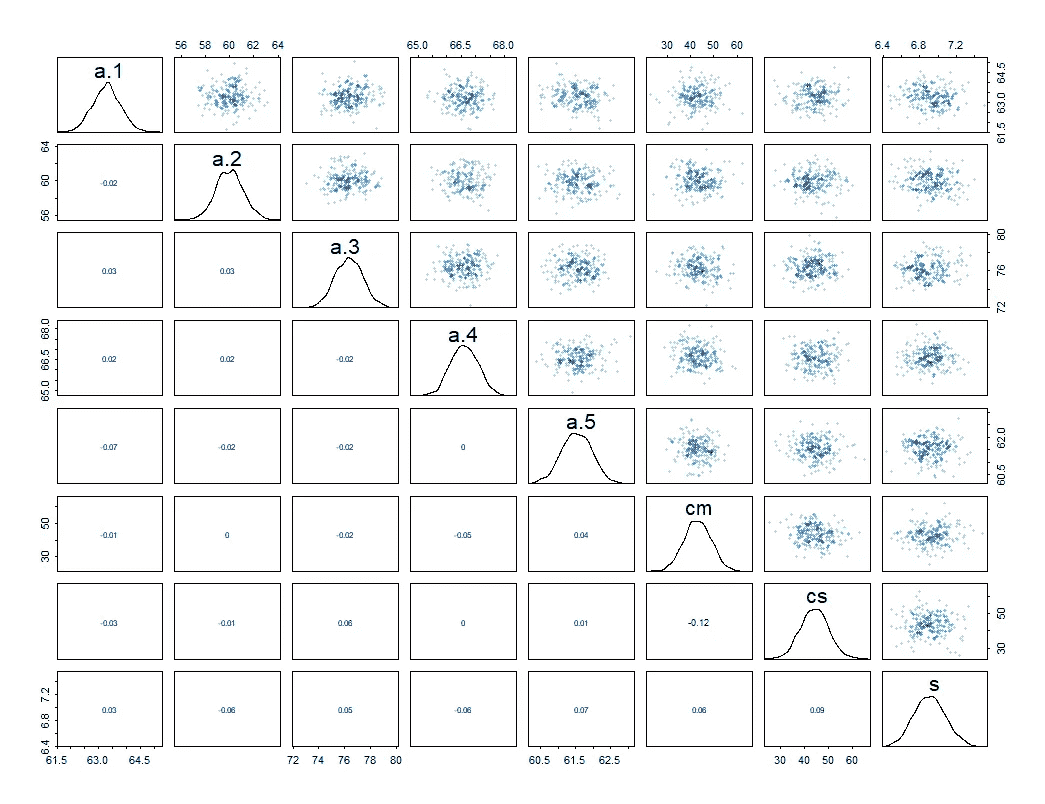 56 58 60 62 64 65.0 66.5 68.0 30 40 50 60 6.4 6.8 7.2
a.1 61.5 63.0 64.5
56 60 64 -0.02 a.2
0.03 0.03 a.3 72 76 80
65.0 66.5 68.0 0.02 0.02 -0.02 a.4
-0.07 -0.02 -0.02 0 a.5 60.5 62.0
30 50 -0.01 0 -0.02 -0.05 0.04 cm
-0.03 -0.01 0.06 0 0.01 -0.12 cs 30 50
6.4 6.8 7.2 0.03 -0.06 0.05 -0.06 0.07 0.06 0.09 s
61.5 63.0 64.5 72 74 76 78 80 60.5 61.5 62.5 30 40 50 60